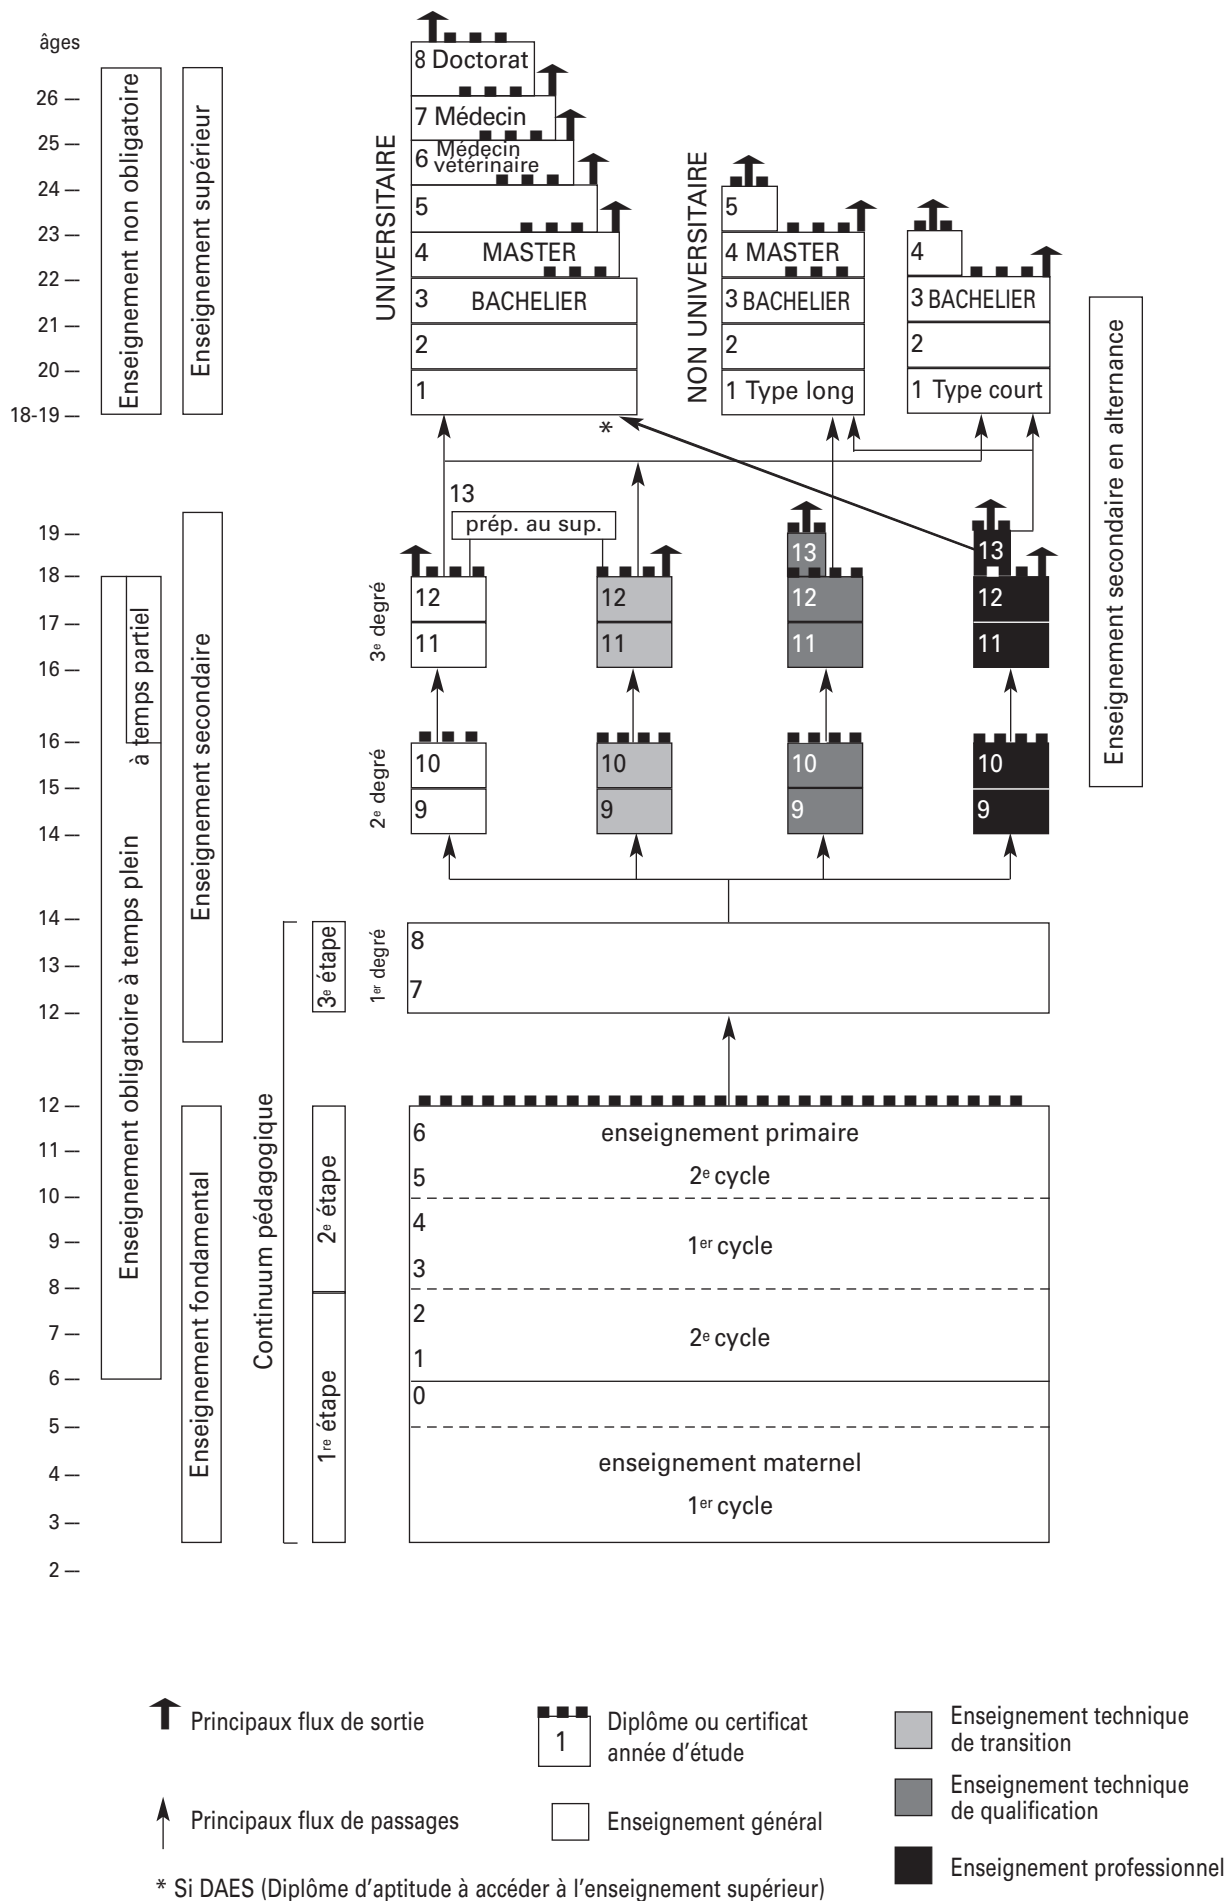 âges
26
25
24
23
22
21
20
18-19
19
18
17
16
16
15
14
14
13
12
12
11
10
9
8
7
6
5
4
3
2
Enseignement non obligatoire
Enseignement supérieur
à temps partiel
Enseignement obligatoire à temps plein
Enseignement secondaire
Enseignement fondamental
Continuum pédagogique
3e étape
2e étape
1re étape
UNIVERSITAIRE
8 Doctorat
7 Médecin
6 Médecin
vétérinaire
5
4 MASTER
3 BACHELIER
2
1
*
NON UNIVERSITAIRE
5
4 MASTER
3 BACHELIER
2
1 Type long
4
3 BACHELIER
2
1 Type court
Enseignement secondaire en alternance
13
prép. au sup.
3e degré
12
11
12
11
13
12
11
13
12
11
2e degré
10
9
10
9
10
9
10
9
1er degré
8
7
6 enseignement primaire
5 2e cycle
4
1er cycle
3
2
2e cycle
1
0
enseignement maternel
1er cycle
Principaux flux de sortie
Principaux flux de passages
1
Diplôme ou certificat
année d'étude
Enseignement général
Enseignement technique
de transition
Enseignement technique
de qualification
Enseignement professionnel
* Si DAES (Diplôme d'aptitude à accéder à l'enseignement supérieur)